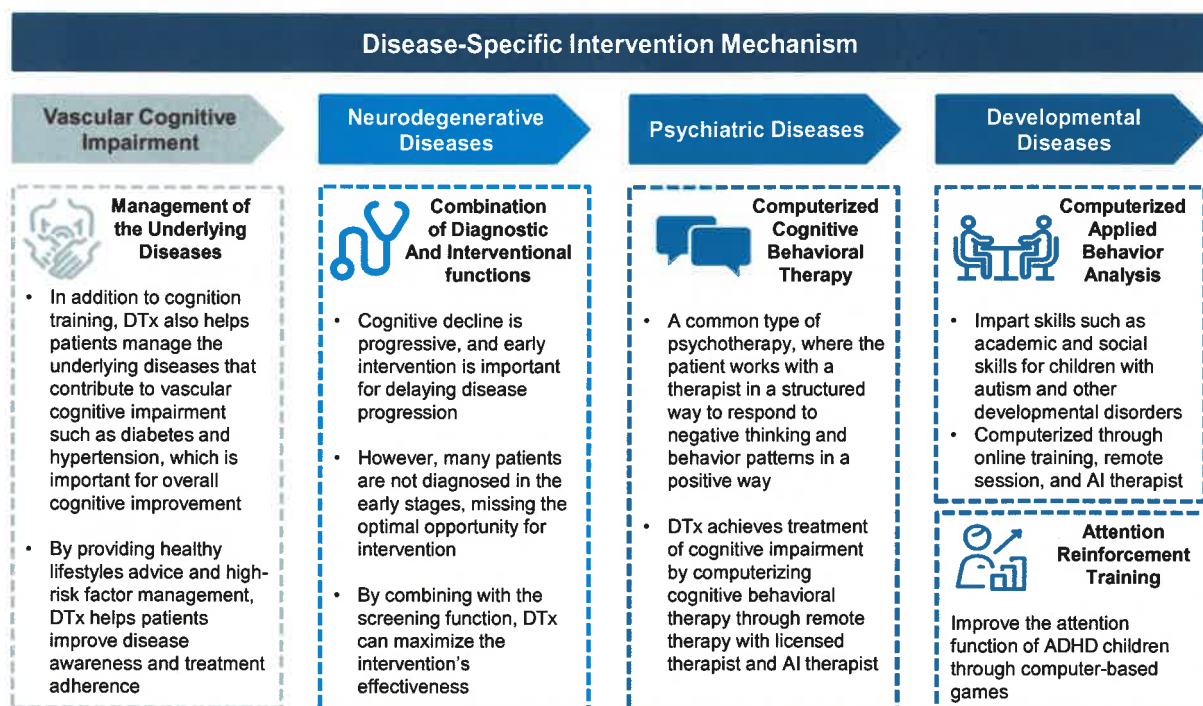 Disease-Specific Intervention Mechanism
Vascular Cognitive
Impairment
Management of
the Underlying
Diseases
• In addition to cognition
training, DTx also helps
patients manage the
underlying diseases that
contribute to vascular
cognitive impairment
such as diabetes and
hypertension, which is
important for overall
cognitive improvement
• By providing healthy
lifestyles advice and high-
risk factor management,
DTx helps patients
improve disease
awareness and treatment
adherence
Neurodegenerative
Diseases
Combination
of Diagnostic
And Interventional
functions
• Cognitive decline is
progressive, and early
intervention is important
for delaying disease
progression
• However, many patients
are not diagnosed in the
early stages, missing the
optimal opportunity for
intervention
• By combining with the
screening function, DTx
can maximize the
intervention's
effectiveness
Psychiatric Diseases
Computerized
Cognitive
Behavioral
Therapy
• A common type of
psychotherapy, where the
patient works with a
therapist in a structured
way to respond to
negative thinking and
behavior patterns in a
positive way
• DTx achieves treatment
of cognitive impairment
by computerizing
cognitive behavioral
therapy through remote
therapy with licensed
therapist and AI therapist
Developmental
Diseases
Computerized
Applied
Behavior
Analysis
• Impart skills such as
academic and social
skills for children with
autism and other
developmental disorders
• Computerized through
online training, remote
session, and AI therapist
Attention
Reinforcement
Training
Improve the attention
function of ADHD children
through computer-based
games